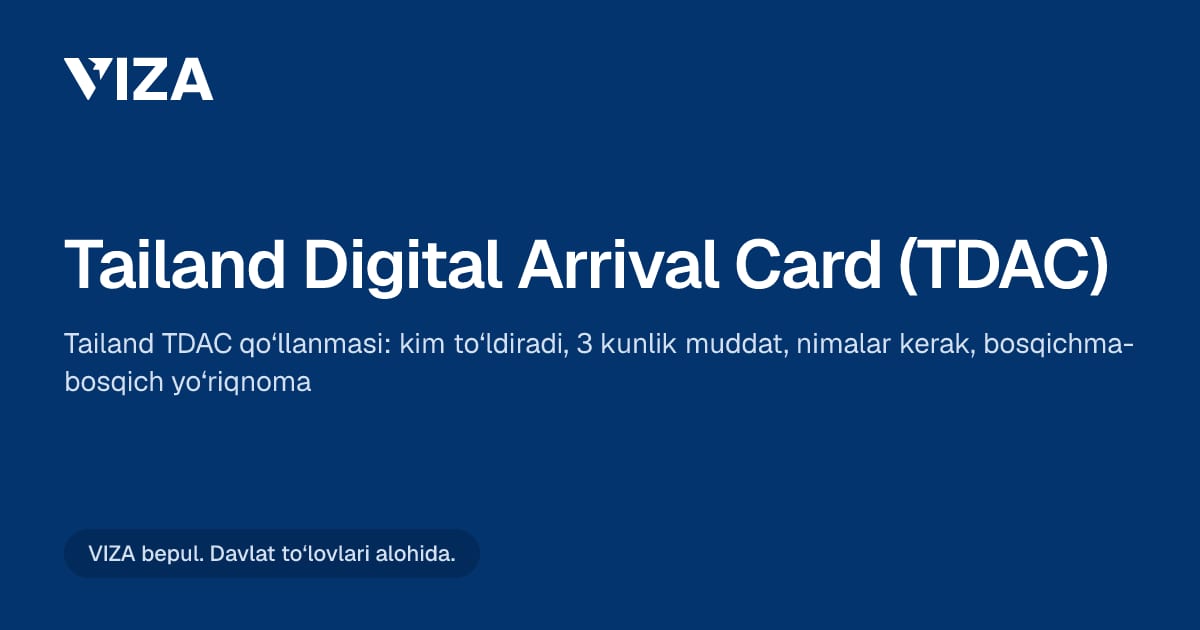 VIZA
Tailand Digital Arrival Card (TDAC)
Tailand TDAC qo‘llanmasi: kim to‘ldiradi, 3 kunlik muddat, nimalar kerak, bosqichma-
bosqich yo‘riqnoma
VIZA bepul. Davlat to‘lovlari alohida.